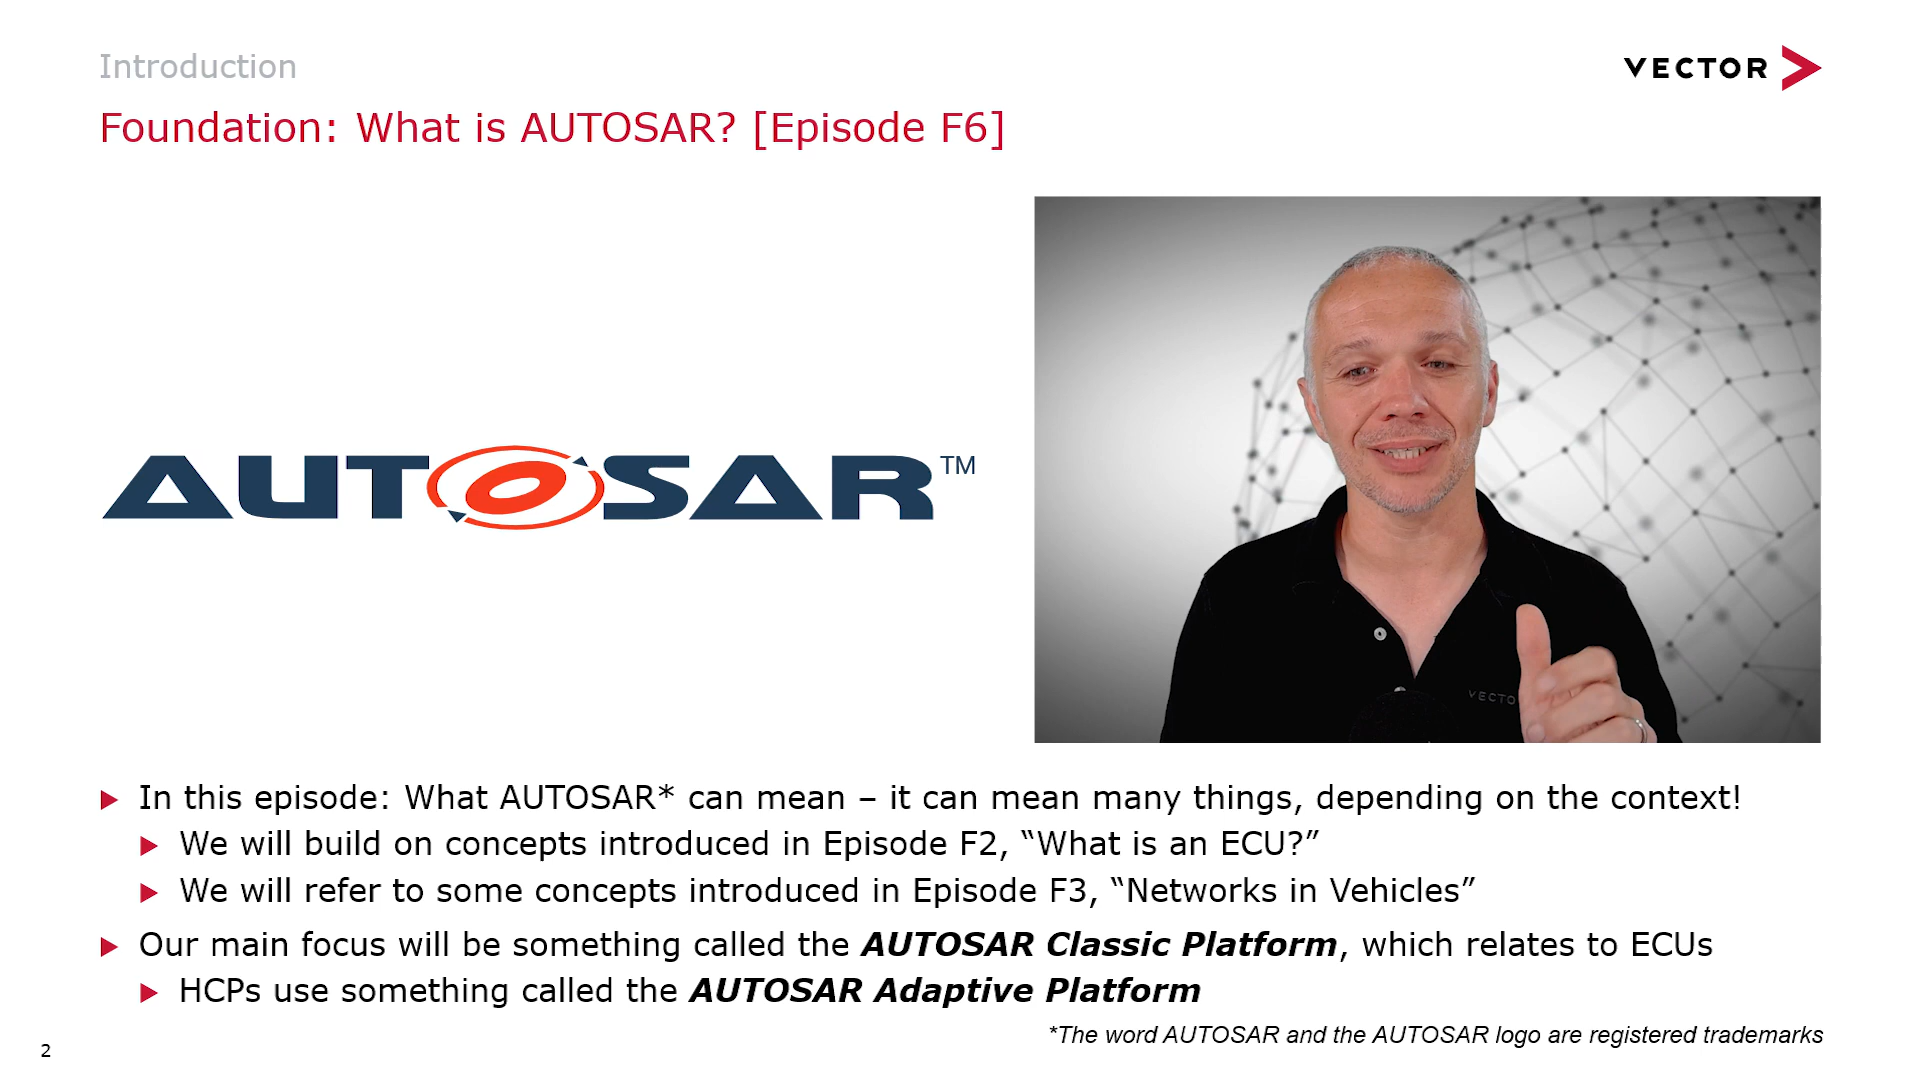 Introduction
VECTOR
Foundation: What is AUTOSAR? [Episode F6]
AUTOSAR™
VECTO
▶ In this episode: What AUTOSAR* can mean – it can mean many things, depending on the context!
▶ We will build on concepts introduced in Episode F2, “What is an ECU?”
▶ We will refer to some concepts introduced in Episode F3, “Networks in Vehicles”
▶ Our main focus will be something called the AUTOSAR Classic Platform, which relates to ECUs
▶ HCPs use something called the AUTOSAR Adaptive Platform
*The word AUTOSAR and the AUTOSAR logo are registered trademarks
2